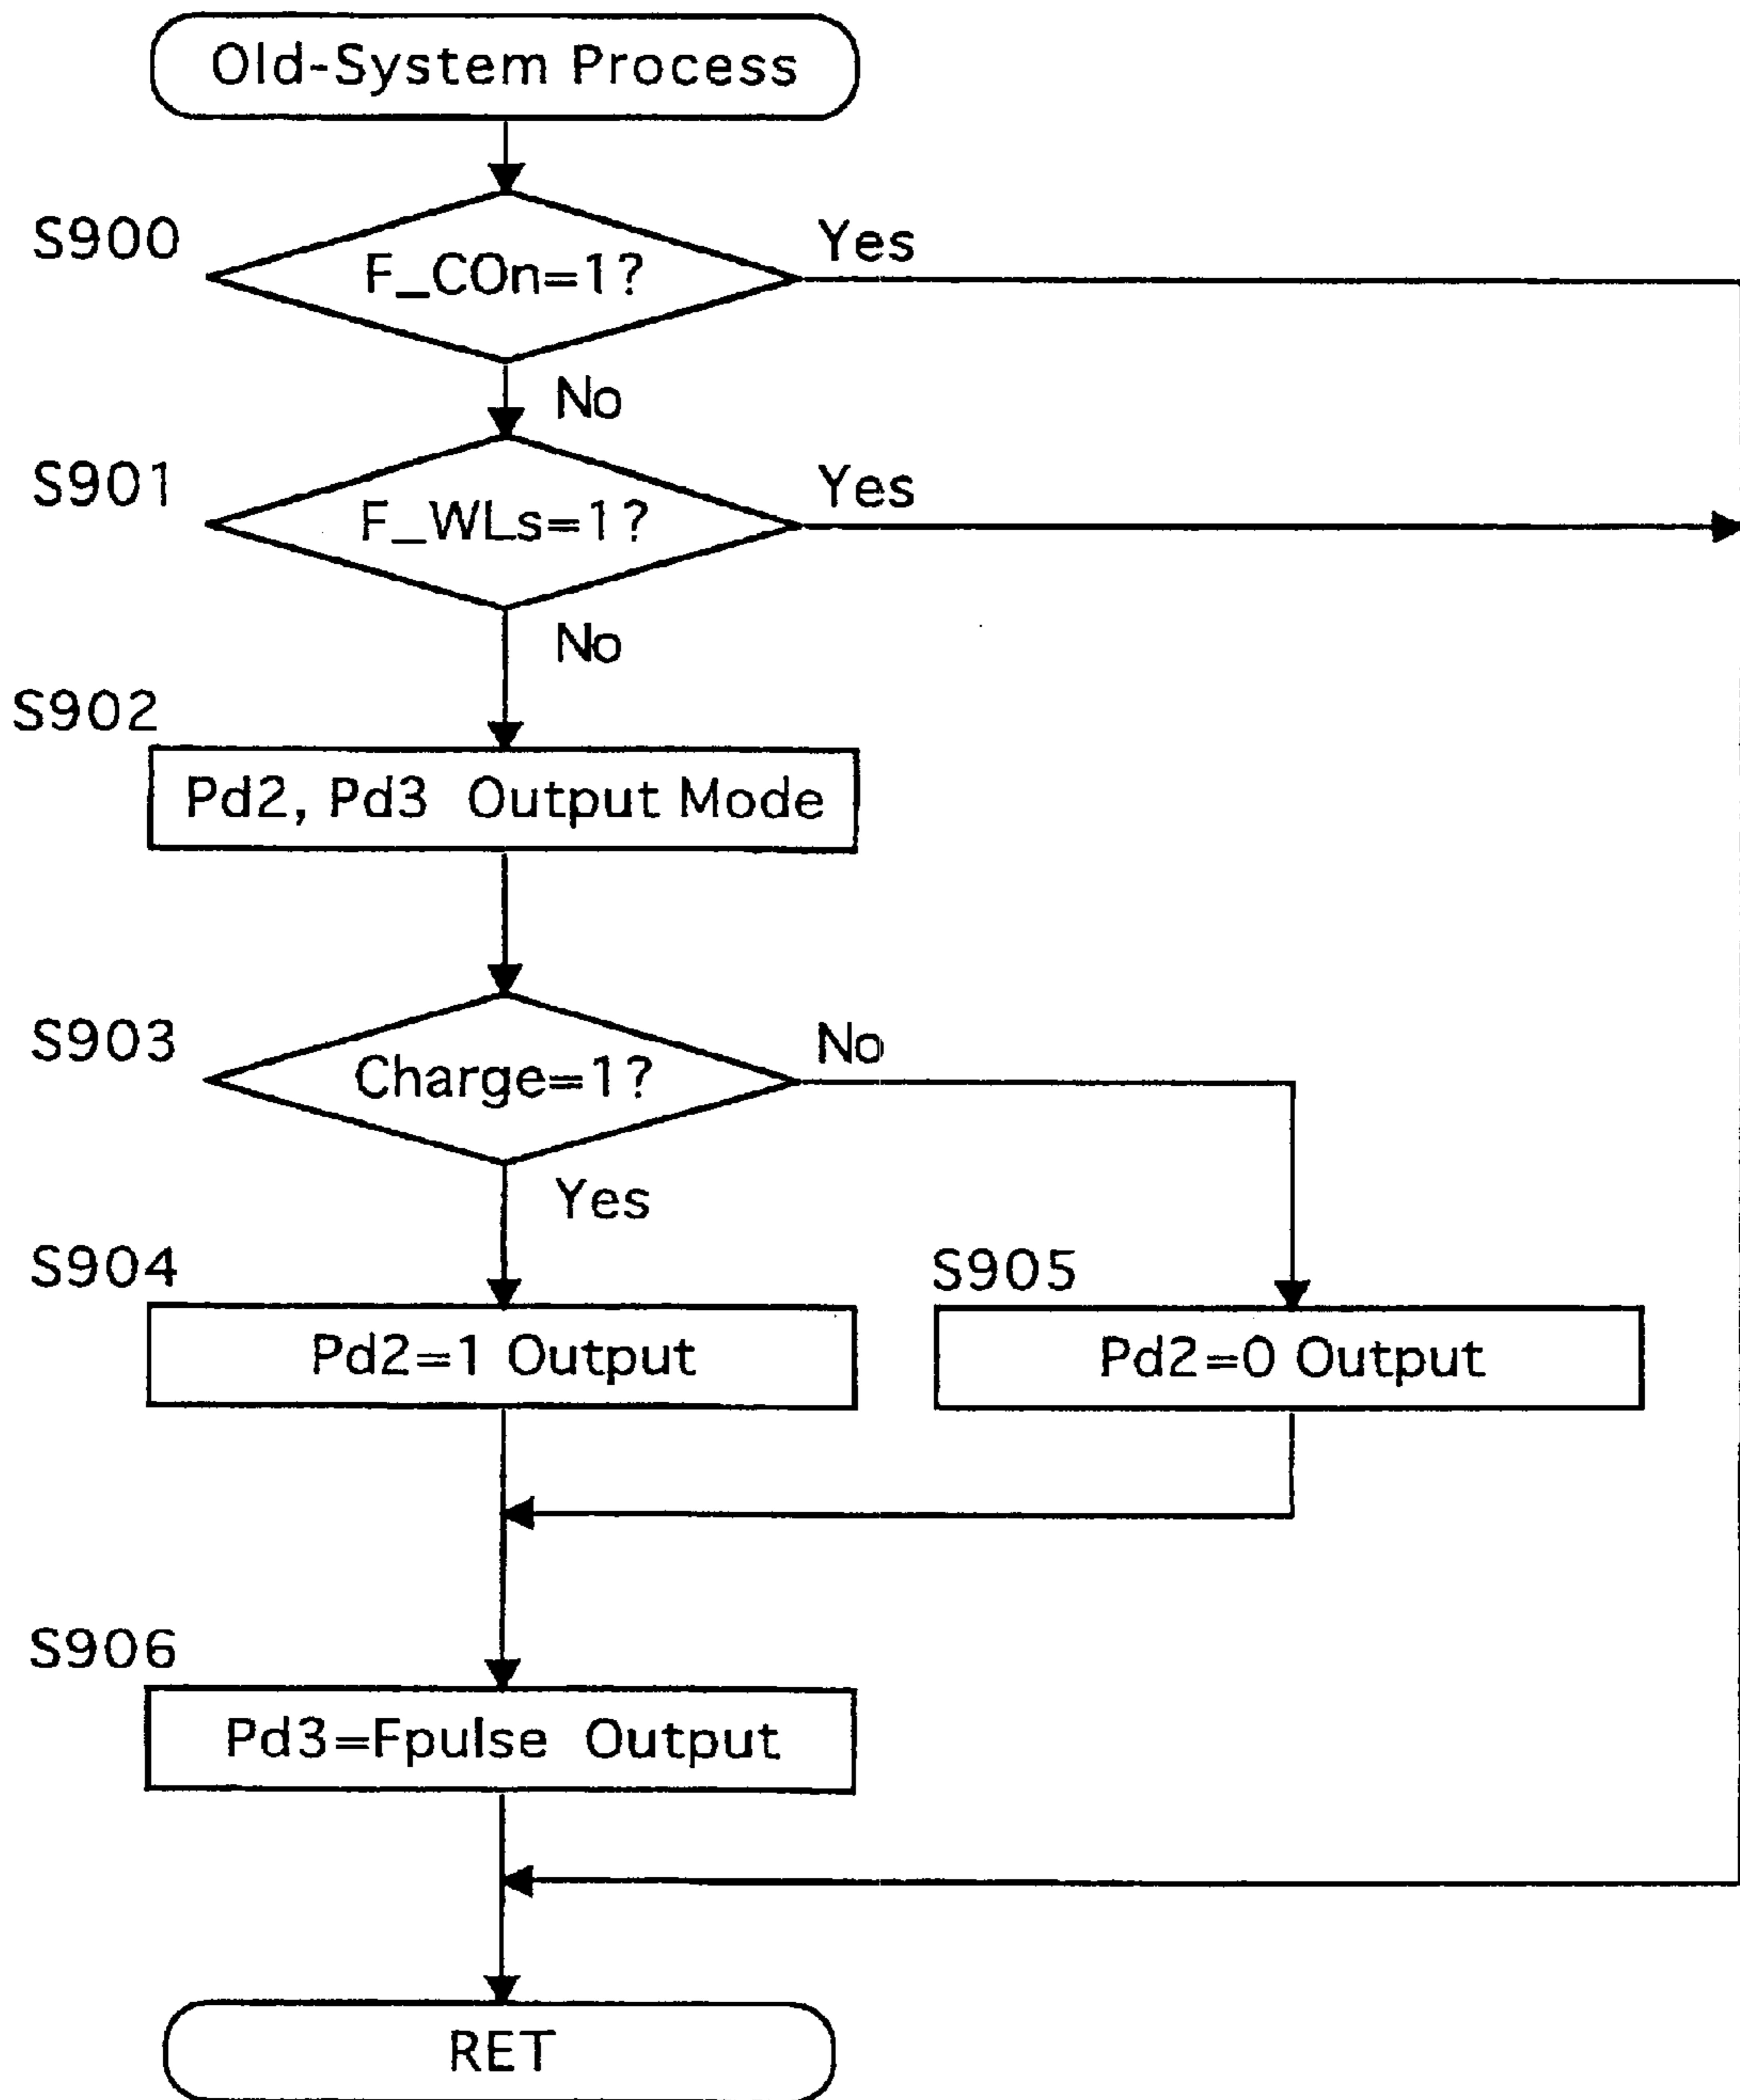 Old-System Process
S900
F_COn=1?
Yes
No
S901
F_WLs=1?
Yes
No
S902
Pd2, Pd3 Output Mode
S903
Charge=1?
No
Yes
S904
Pd2=1 Output
S905
Pd2=0 Output
S906
Pd3=Fpulse Output
RET